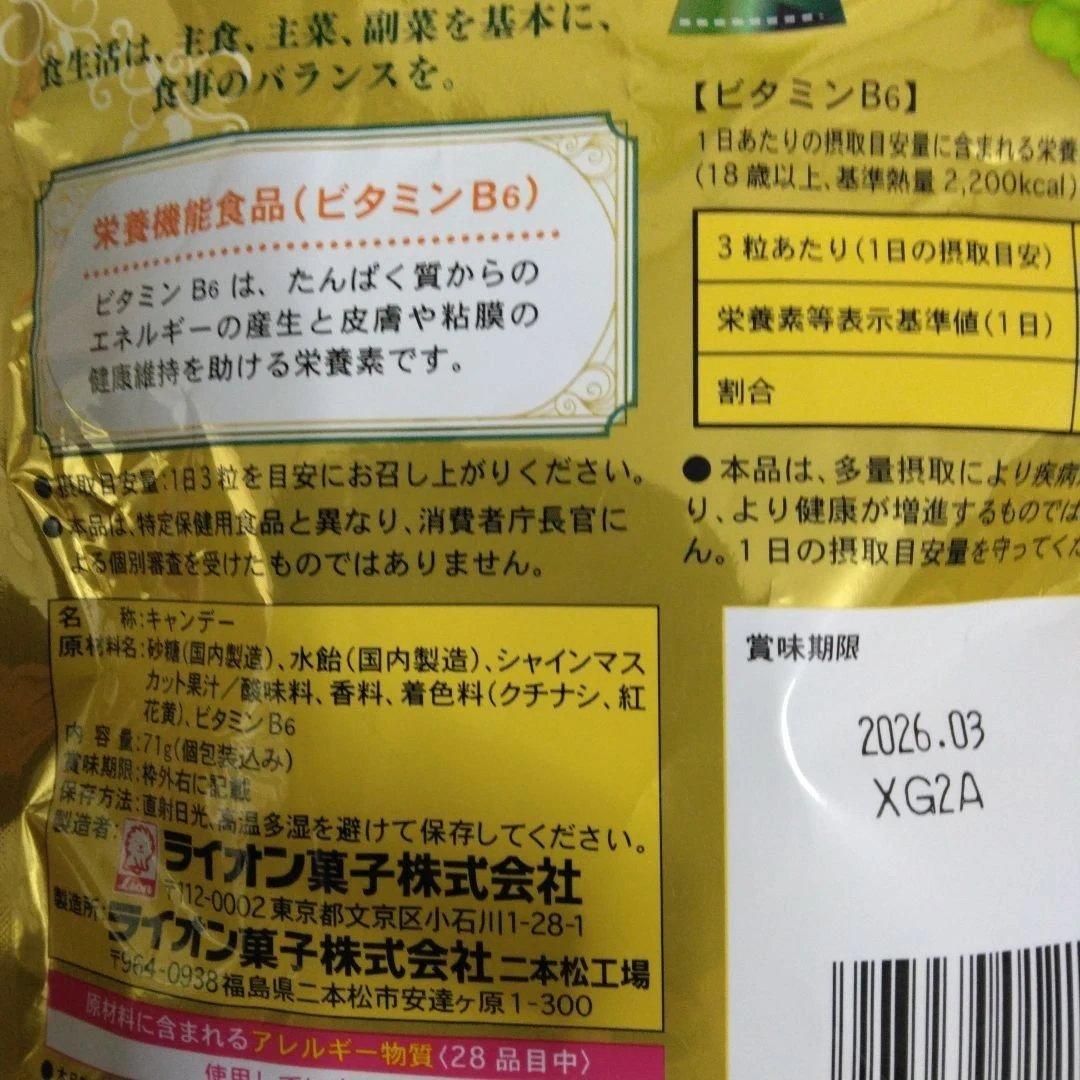 食生活は、主食、主菜、副菜を基本に、
食事のバランスを。
栄養機能食品(ビタミンB6)
ビタミンB6は、たんぱく質からの
エネルギーの産生と皮膚や粘膜の
健康維持を助ける栄養素です。
●摂取目安量:1日3粒を目安にお召し上がりください。
●本品は、特定保健用食品と異なり、消費者庁長官に
よる個別審査を受けたものではありません。
【ビタミンB6】
1日あたりの摂取目安量に含まれる栄養
(18歳以上、基準熱量2,200kcal)
3粒あたり(1日の摂取目安)
栄養素等表示基準値(1日)
割合
●本品は、多量摂取により疾病
り、より健康が増進するものでは
ん。1日の摂取目安量を守ってくだ
名 称:キャンデー
原材料名:砂糖(国内製造)、水飴(国内製造)、シャインマス
カット果汁/酸味料、香料、着色料(クチナシ、紅
花黄)、ビタミンB6
内容量:71g(個包装込み)
賞味期限:枠外右に記載
保存方法:直射日光、高温多湿を避けて保存してください。
製造者:Lion ライオン菓子株式会社
〒112-0002 東京都文京区小石川1-28-1
製造所:ライオン菓子株式会社 二本松工場
〒964-0938 福島県二本松市安達ヶ原1-300
原材料に含まれるアレルギー物質〈28品目中〉
賞味期限
2026.03
XG2A